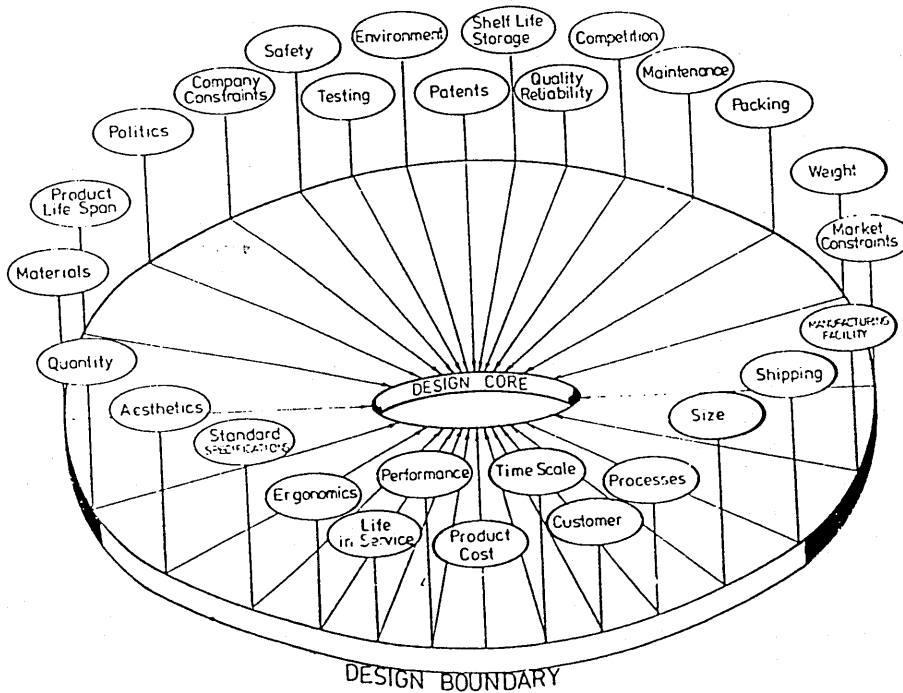 Shelf Life
Storage
Environment
Competition
Safety
Company
Constraints
Testing
Patents
Quality
Reliability
Maintenance
Packing
Politics
Weight
Product
Life Span
Market
Constraints
Materials
MANUFACTURING
FACILITY
Quantity
Shipping
DESIGN CORE
Aesthetics
Size
Standard
SPECIFICATIONS
Performance
Time Scale
Processes
Ergonomics
Life
in Service
Product
Cost
Customer
DESIGN BOUNDARY